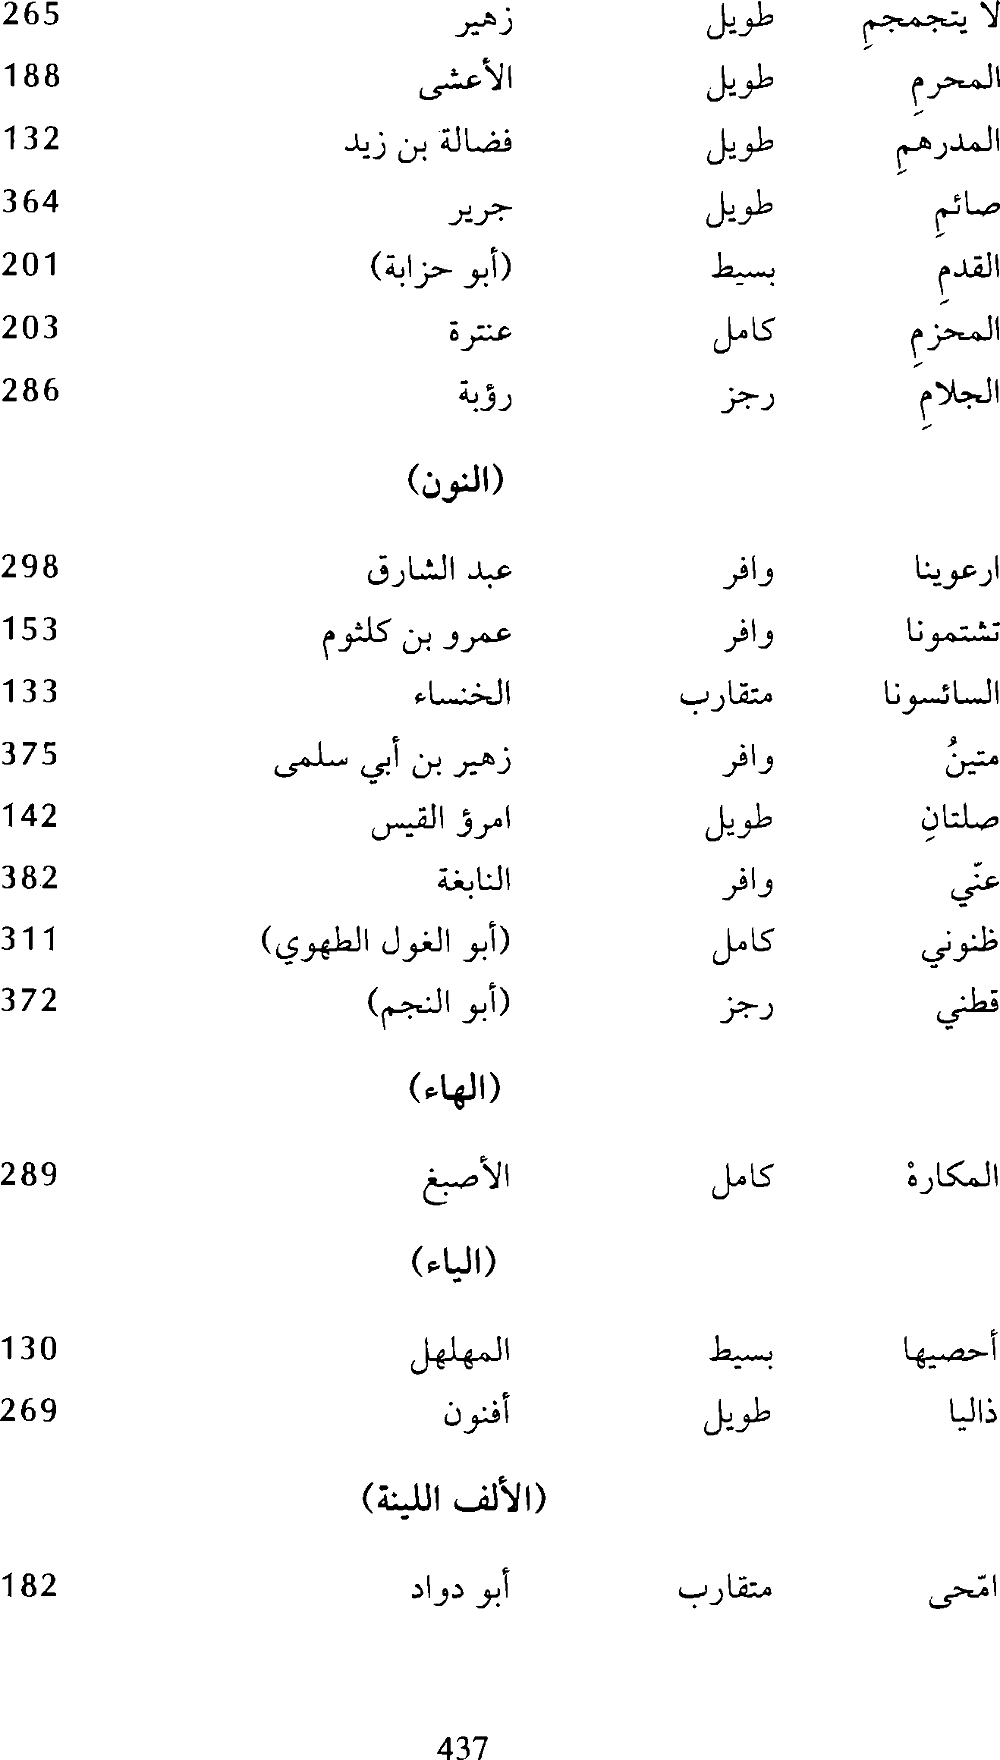 لا يتجمجمِ طويل زهير 265
المحرمِ طويل الأعشى 188
المدرهمِ طويل فضالة بن زيد 132
صائمِ طويل جرير 364
القدمِ بسيط (أبو حزابة) 201
المحزمِ كامل عنترة 203
الجلامِ رجز رؤبة 286
(النون)
ارعوينا وافر عبد الشارق 298
تشتمونا وافر عمرو بن كلثوم 153
السائسونا متقارب الخنساء 133
متينُ وافر زهير بن أبي سلمى 375
صلتانِ طويل امرؤ القيس 142
عنّي وافر النابغة 382
ظنوني كامل (أبو الغول الطهوي) 311
قطني رجز (أبو النجم) 372
(الهاء)
المكارهْ كامل الأصبغ 289
(الياء)
أحصيها بسيط المهلهل 130
ذاليا طويل أفنون 269
(الألف اللينة)
امّحى متقارب أبو دواد 182
437